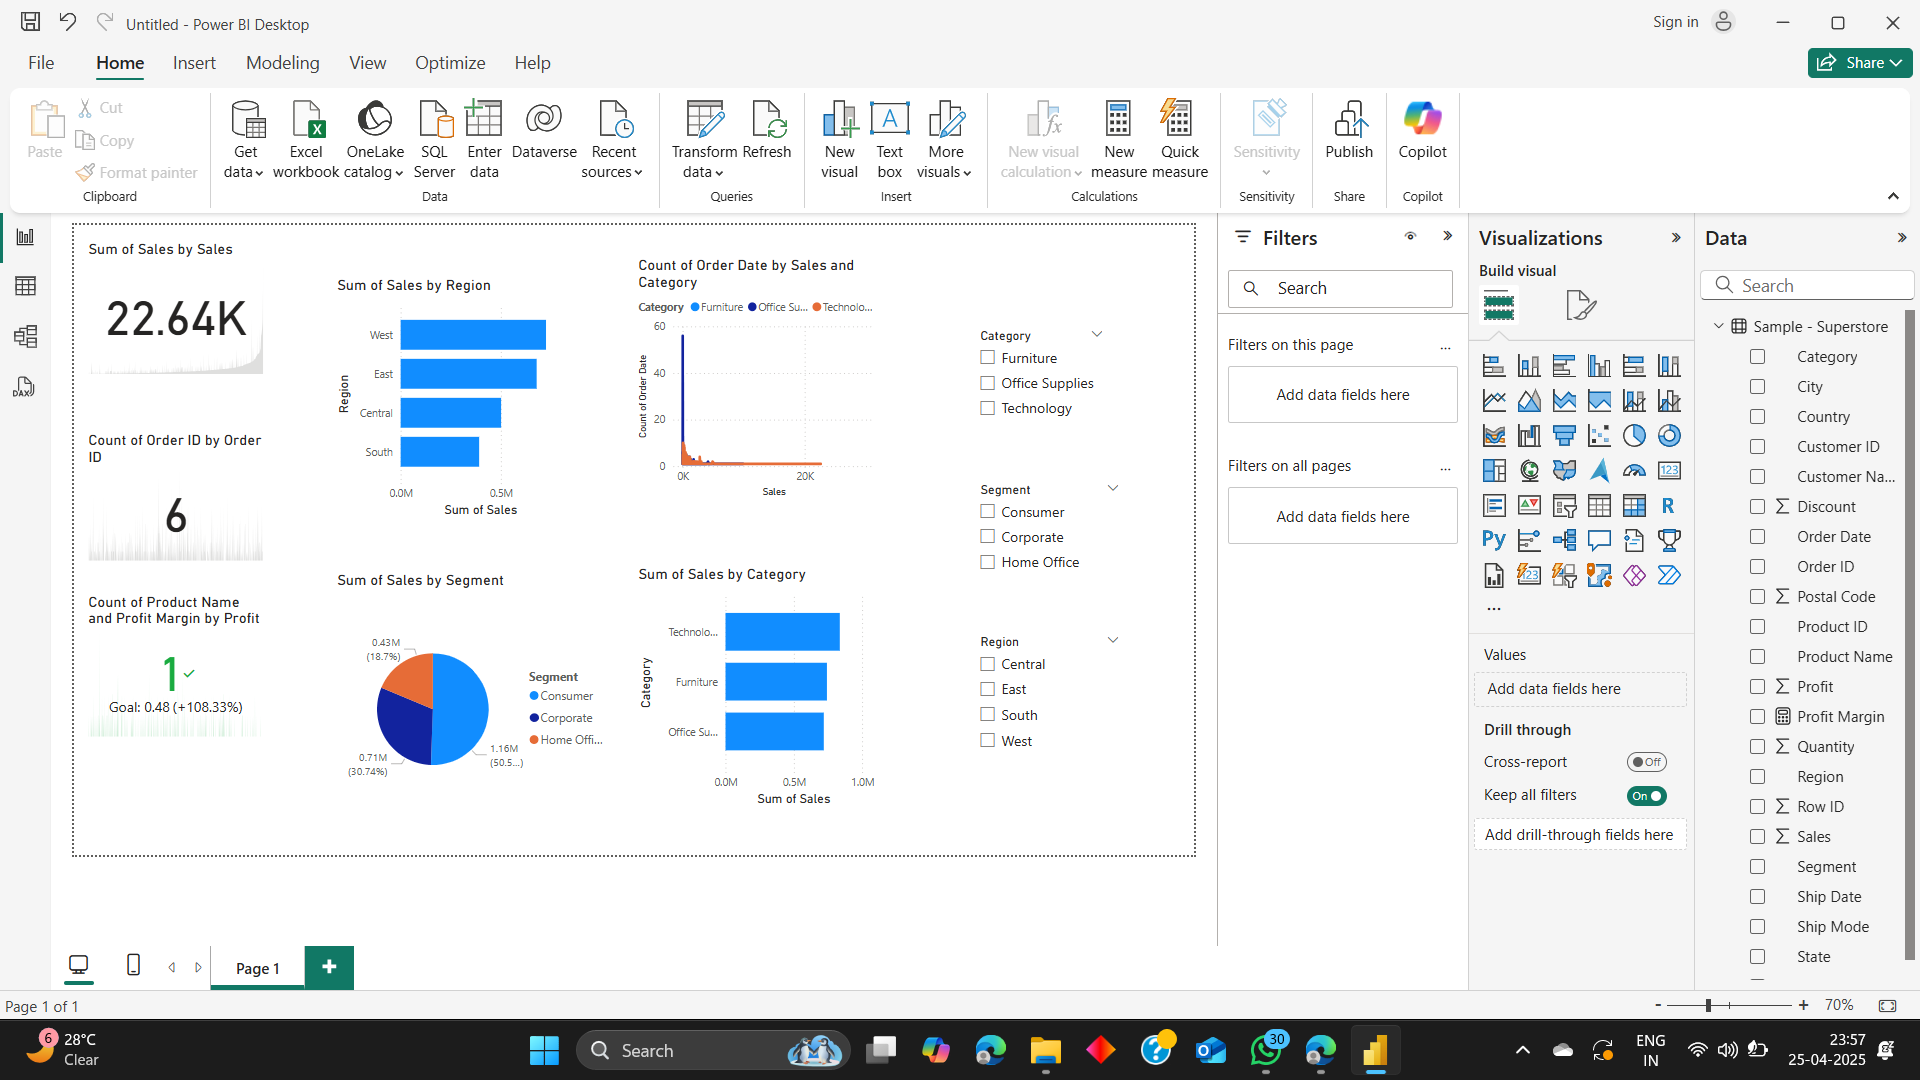 Untitled - Power BI Desktop
Sign in
File Home Insert Modeling View Optimize Help
Share
Paste
Cut
Copy
Format painter
Clipboard
Get data
Excel workbook
OneLake catalog
SQL Server
Enter data
Dataverse
Recent sources
Data
Transform data
Refresh
Queries
New visual
Text box
More visuals
Insert
New visual calculation
New measure
Quick measure
Calculations
Sensitivity
Sensitivity
Publish
Share
Copilot
Copilot
Sum of Sales by Sales
22.64K
Count of Order ID by Order
ID
6
Count of Product Name
and Profit Margin by Profit
1
Goal: 0.48 (+108.33%)
Sum of Sales by Region
Region
West
East
Central
South
0.0M 0.5M
Sum of Sales
Sum of Sales by Segment
0.43M
(18.7%)
0.71M
(30.74%)
1.16M
(50.5...)
Segment
Consumer
Corporate
Home Offi...
Count of Order Date by Sales and
Category
Category Furniture Office Su... Technolo...
Count of Order Date
60
40
20
0
0K 20K
Sales
Sum of Sales by Category
Category
Technolo...
Furniture
Office Su...
0.0M 0.5M 1.0M
Sum of Sales
Category
Furniture
Office Supplies
Technology
Segment
Consumer
Corporate
Home Office
Region
Central
East
South
West
Filters
Search
Filters on this page ...
Add data fields here
Filters on all pages ...
Add data fields here
Visualizations
Build visual
123
R
Py
123
...
Values
Add data fields here
Drill through
Cross-report Off
Keep all filters On
Add drill-through fields here
Data
Search
Sample - Superstore
Category
City
Country
Customer ID
Customer Na...
Discount
Order Date
Order ID
Postal Code
Product ID
Product Name
Profit
Profit Margin
Quantity
Region
Row ID
Sales
Segment
Ship Date
Ship Mode
State
DAX
Page 1
Page 1 of 1
- + 70%
6
28°C
Clear
Search
30
ENG
IN
23:57
25-04-2025